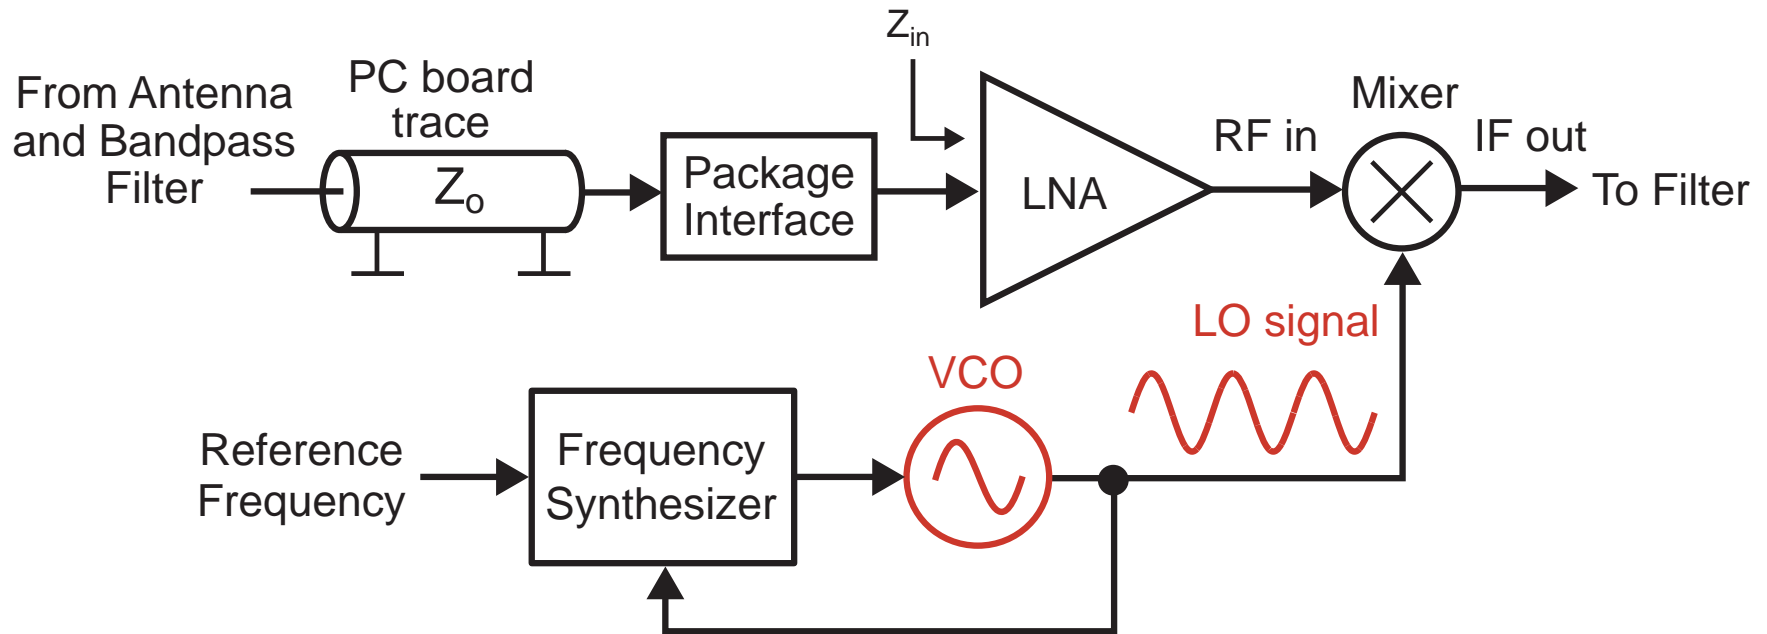 Zin
From Antenna
and Bandpass
Filter
PC board
trace
Zo
Package
Interface
LNA
RF in
Mixer
IF out
To Filter
LO signal
VCO
Reference
Frequency
Frequency
Synthesizer